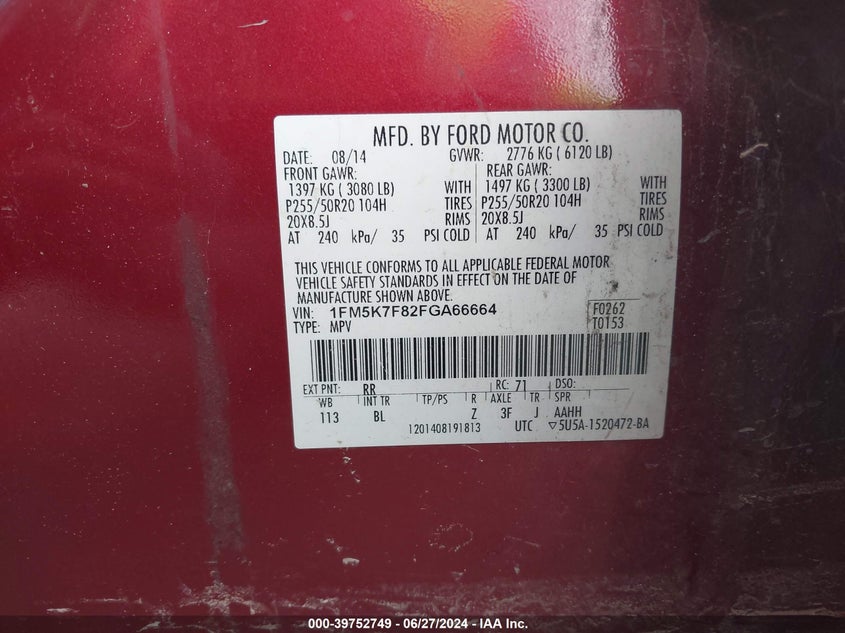 MFD. BY FORD MOTOR CO.
DATE: 08/14 GVWR: 2776 KG ( 6120 LB)
FRONT GAWR: REAR GAWR:
1397 KG ( 3080 LB) WITH 1497 KG ( 3300 LB) WITH
P255/50R20 104H TIRES P255/50R20 104H TIRES
20X8.5J RIMS 20X8.5J RIMS
AT 240 kPa/ 35 PSI COLD AT 240 kPa/ 35 PSI COLD
THIS VEHICLE CONFORMS TO ALL APPLICABLE FEDERAL MOTOR
VEHICLE SAFETY STANDARDS IN EFFECT ON THE DATE OF
MANUFACTURE SHOWN ABOVE.
VIN: 1FM5K7F82FGA66664 F0262
TYPE: MPV T0153
EXT PNT: RR RC: 71 DSO:
WB INT TR TP/PS R AXLE TR SPR
113 BL Z 3F J AAHH
1201408191813 UTC ▽5U5A-1520472-BA
000-39752749 - 06/27/2024 - IAA Inc.